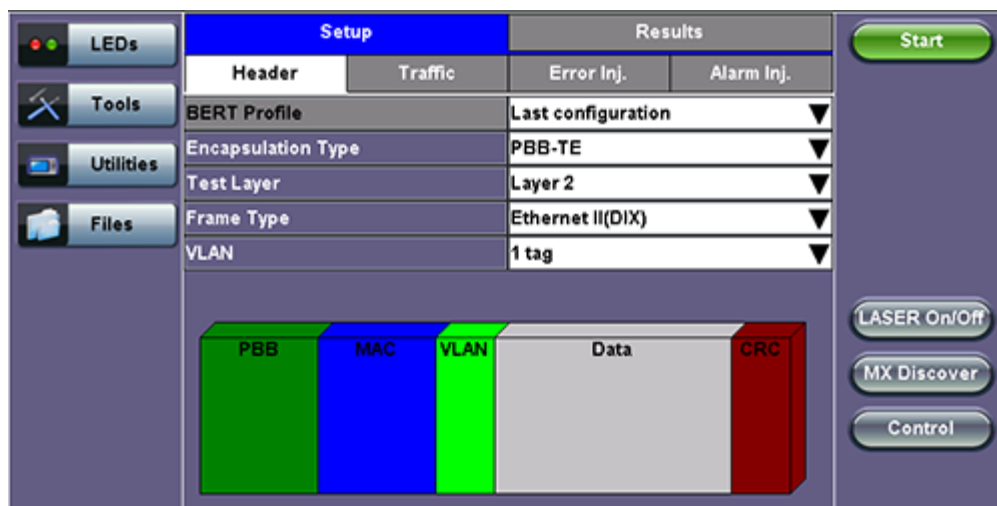 LEDs
Tools
Utilities
Files
Setup Results
Header Traffic Error Inj. Alarm Inj.
BERT Profile Last configuration
Encapsulation Type PBB-TE
Test Layer Layer 2
Frame Type Ethernet II(DIX)
VLAN 1 tag
PBB MAC VLAN Data CRC
Start
LASER On/Off
MX Discover
Control